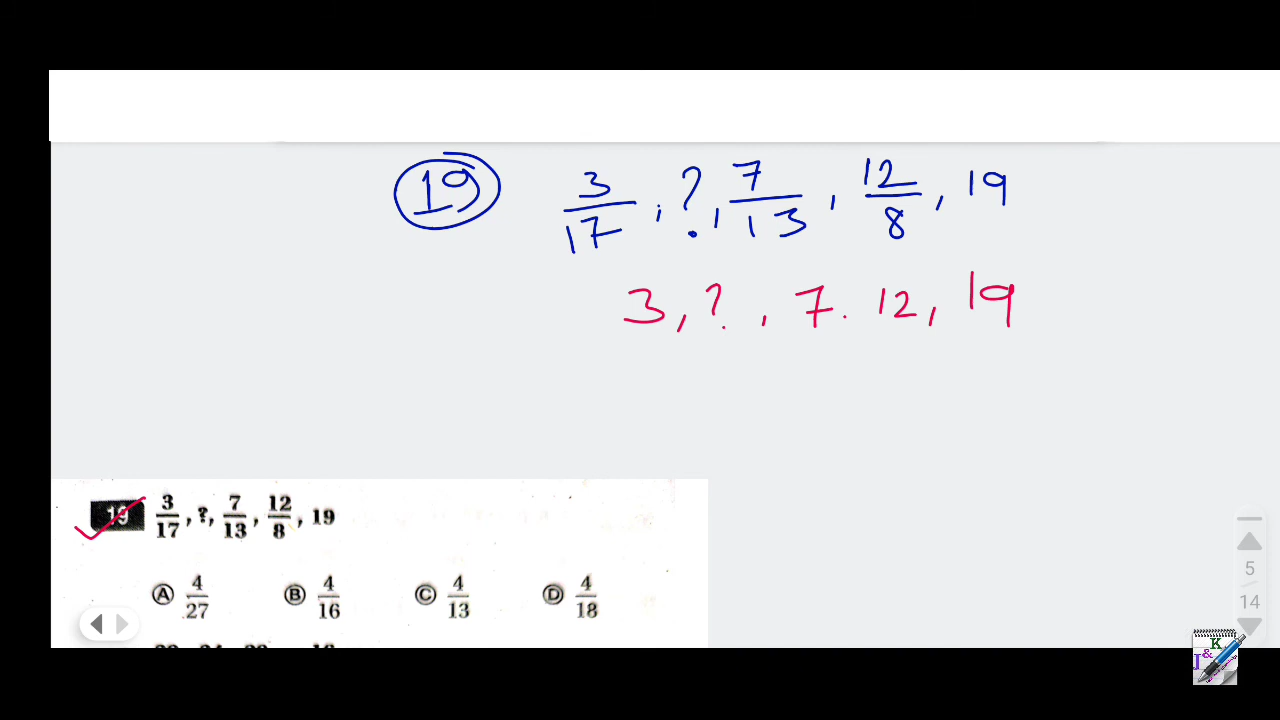 19 3/17 , ? , 7/13 , 12/8 , 19
3 , ? , 7 . 12 , 19
19 3/17 , ?, 7/13 , 12/8 , 19
A 4/27 B 4/16 C 4/13 D 4/18
5
14
I & K